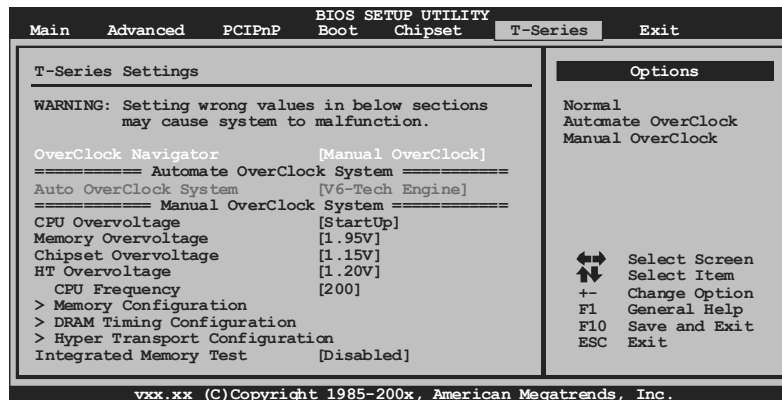 BIOS SETUP UTILITY
Main Advanced PCIPnP Boot Chipset T-Series Exit
T-Series Settings
WARNING: Setting wrong values in below sections
may cause system to malfunction.
OverClock Navigator [Manual OverClock]
=========== Automate OverClock System ===========
Auto OverClock System [V6-Tech Engine]
============ Manual OverClock System ============
CPU Overvoltage [StartUp]
Memory Overvoltage [1.95V]
Chipset Overvoltage [1.15V]
HT Overvoltage [1.20V]
CPU Frequency [200]
> Memory Configuration
> DRAM Timing Configuration
> Hyper Transport Configuration
Integrated Memory Test [Disabled]
Options
Normal
Automate OverClock
Manual OverClock
Select Screen
Select Item
+- Change Option
F1 General Help
F10 Save and Exit
ESC Exit
vxx.xx (C)Copyright 1985-200x, American Megatrends, Inc.